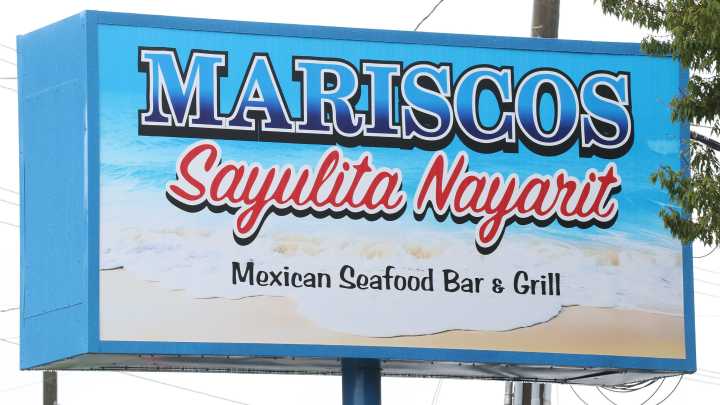 MARISCOS
Sayulita Nayarit
Mexican Seafood Bar & Grill